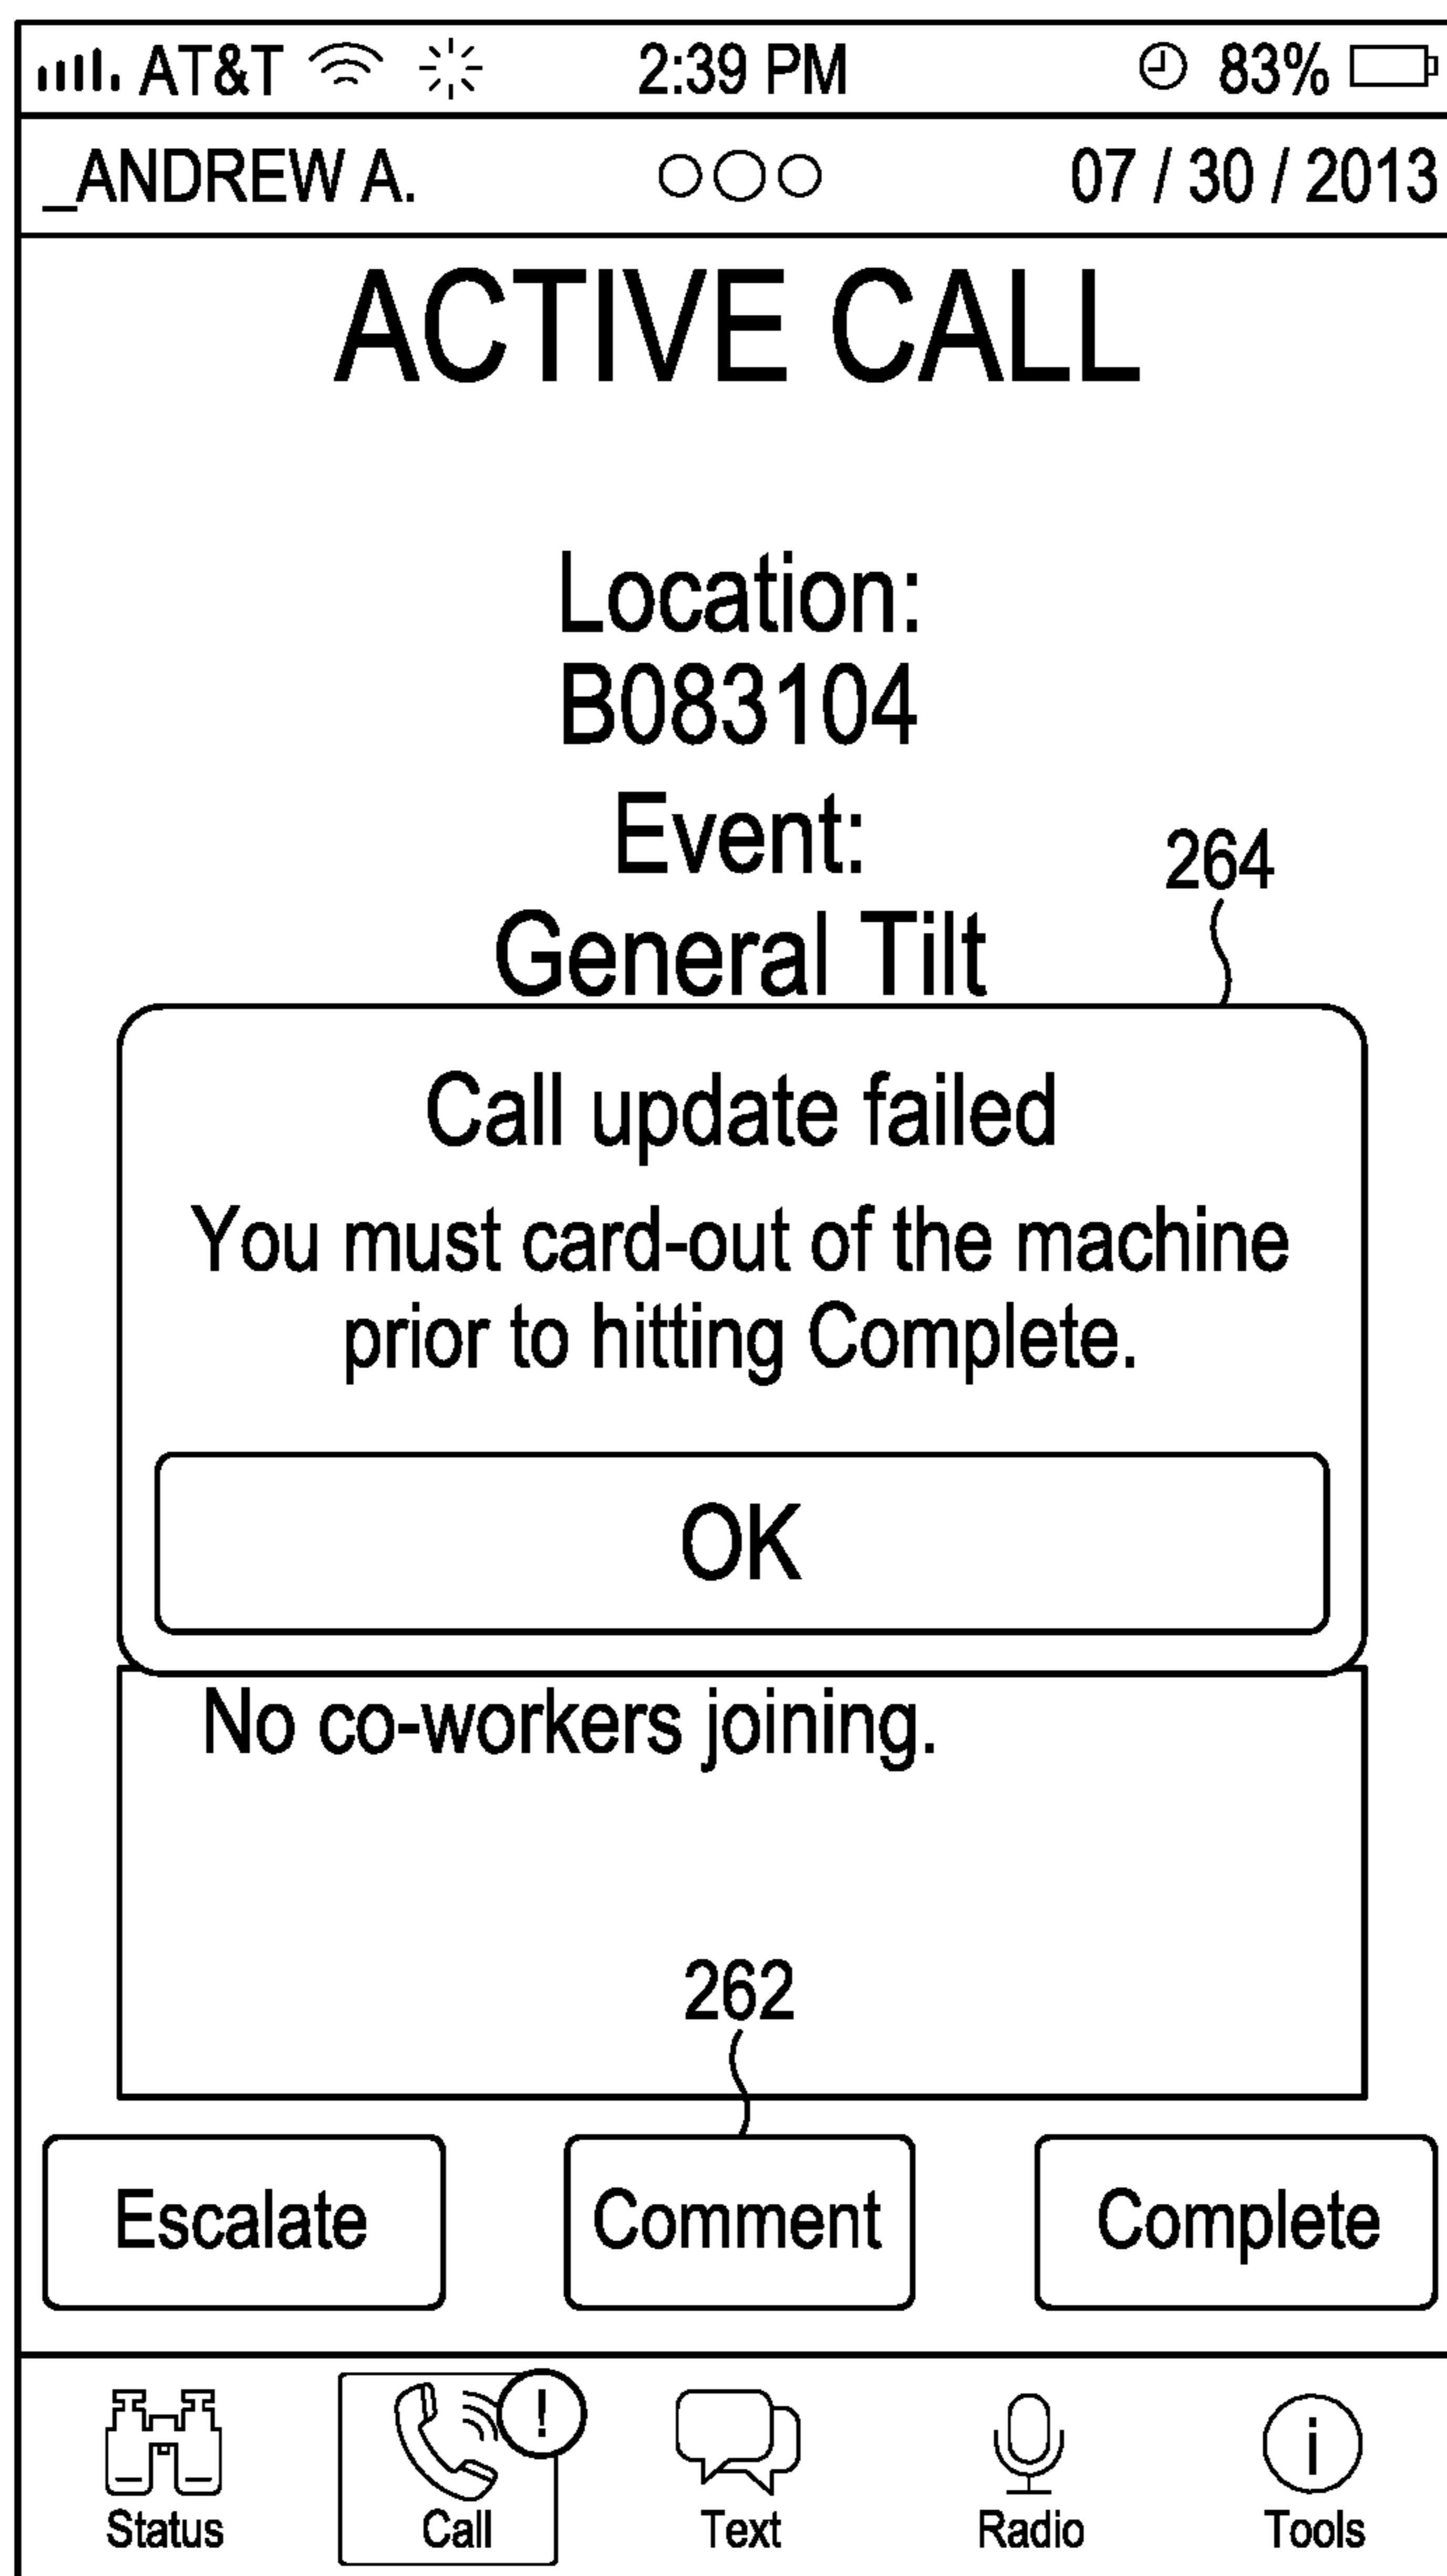 AT&T 2:39 PM 83%
_ANDREW A. 07 / 30 / 2013
ACTIVE CALL
Location:
B083104
Event:
264
General Tilt
Call update failed
You must card-out of the machine
prior to hitting Complete.
OK
No co-workers joining.
262
Escalate Comment Complete
!
i
Status Call Text Radio Tools